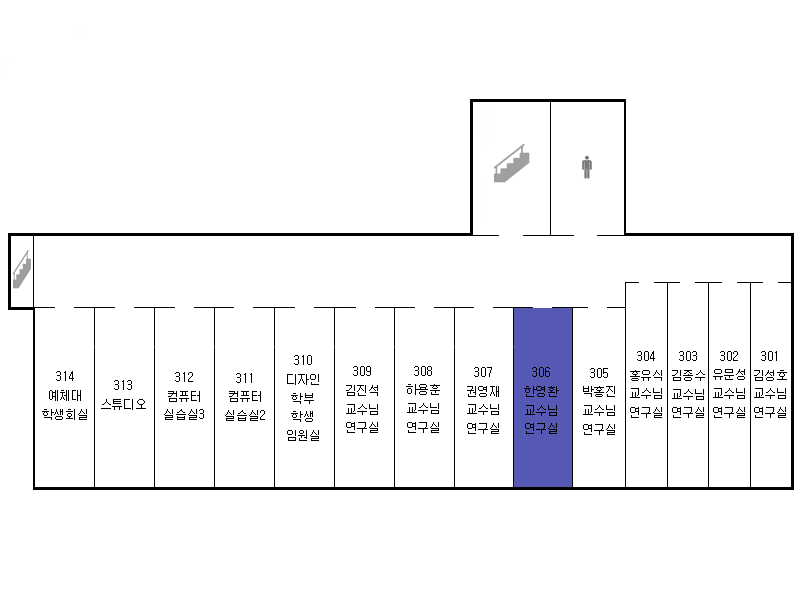 314
예체대
학생회실
313
스튜디오
312
컴퓨터
실습실3
311
컴퓨터
실습실2
310
디자인
학부
학생
임원실
309
김진석
교수님
연구실
308
하용훈
교수님
연구실
307
권영재
교수님
연구실
306
한영환
교수님
연구실
305
박홍진
교수님
연구실
304
홍유식
교수님
연구실
303
김종수
교수님
연구실
302
유문성
교수님
연구실
301
김성호
교수님
연구실